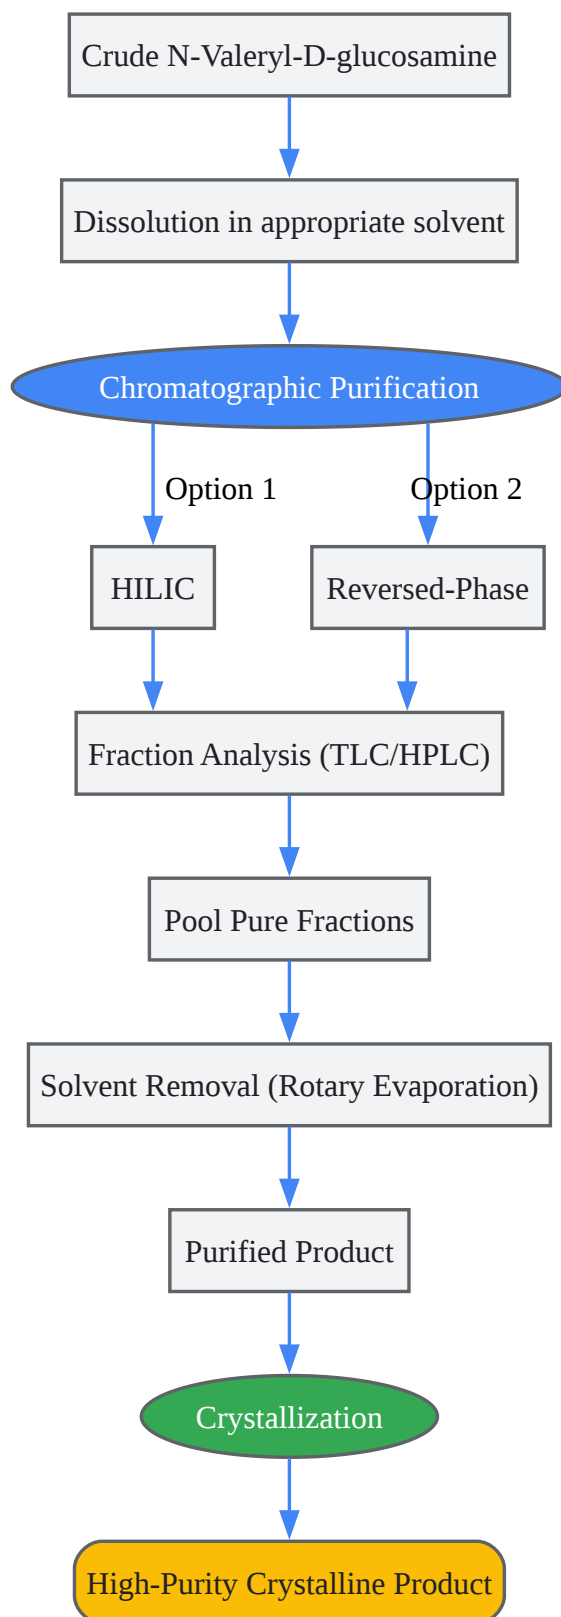 Crude N-Valeryl-D-glucosamine
Dissolution in appropriate solvent
Chromatographic Purification
Option 1
Option 2
HILIC
Reversed-Phase
Fraction Analysis (TLC/HPLC)
Pool Pure Fractions
Solvent Removal (Rotary Evaporation)
Purified Product
Crystallization
High-Purity Crystalline Product